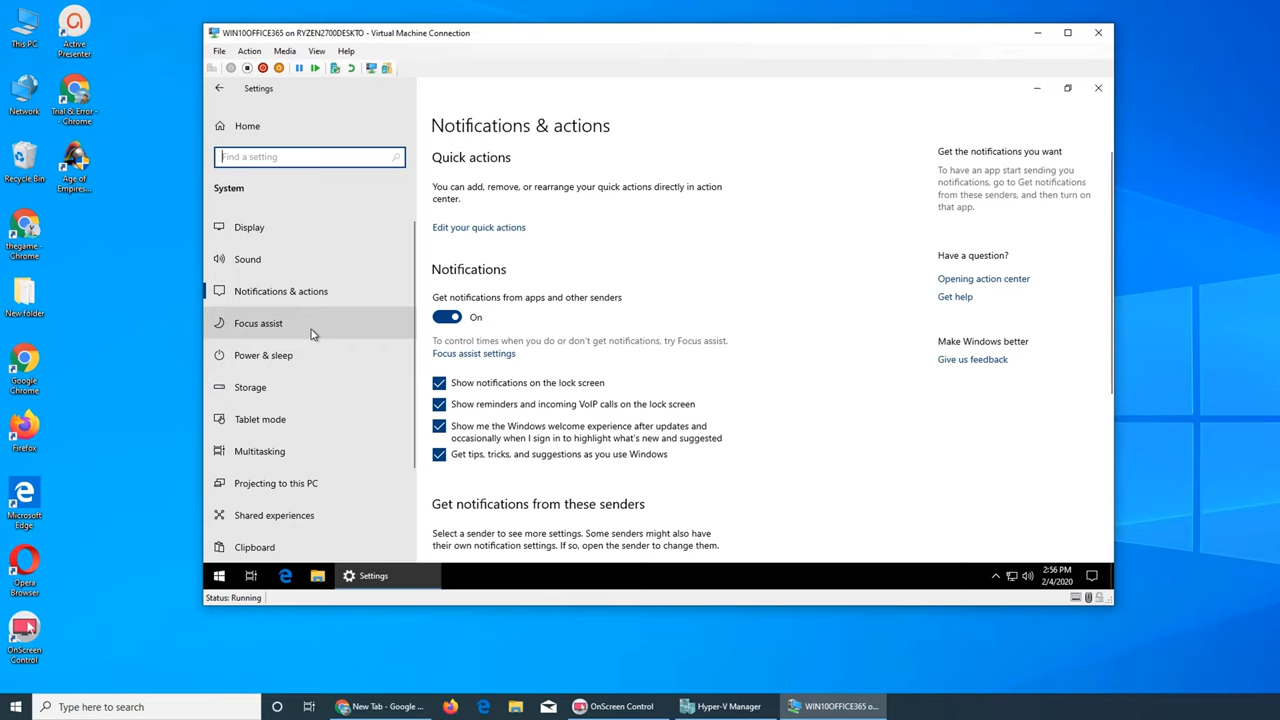 This PC
Active
Presenter
Network
Trial & Error -
- Chrome
Recycle Bin
Age of
Empires...
thegame -
Chrome
New folder
Google
Chrome
Firefox
Microsoft
Edge
Opera
Browser
OnScreen
Control
WIN10OFFICE365 on RYZEN2700DESKTO - Virtual Machine Connection
File Action Media View Help
Settings
Home
Find a setting
System
Display
Sound
Notifications & actions
Focus assist
Power & sleep
Storage
Tablet mode
Multitasking
Projecting to this PC
Shared experiences
Clipboard
Notifications & actions
Quick actions
You can add, remove, or rearrange your quick actions directly in action
center.
Edit your quick actions
Notifications
Get notifications from apps and other senders
On
To control times when you do or don't get notifications, try Focus assist.
Focus assist settings
Show notifications on the lock screen
Show reminders and incoming VoIP calls on the lock screen
Show me the Windows welcome experience after updates and
occasionally when I sign in to highlight what's new and suggested
Get tips, tricks, and suggestions as you use Windows
Get notifications from these senders
Select a sender to see more settings. Some senders might also have
their own notification settings. If so, open the sender to change them.
Get the notifications you want
To have an app start sending you
notifications, go to Get notifications
from these senders, and then turn on
that app.
Have a question?
Opening action center
Get help
Make Windows better
Give us feedback
Settings
2:56 PM
2/4/2020
Status: Running
Type here to search
New Tab - Google ...
OnScreen Control
Hyper-V Manager
WIN10OFFICE365 o...